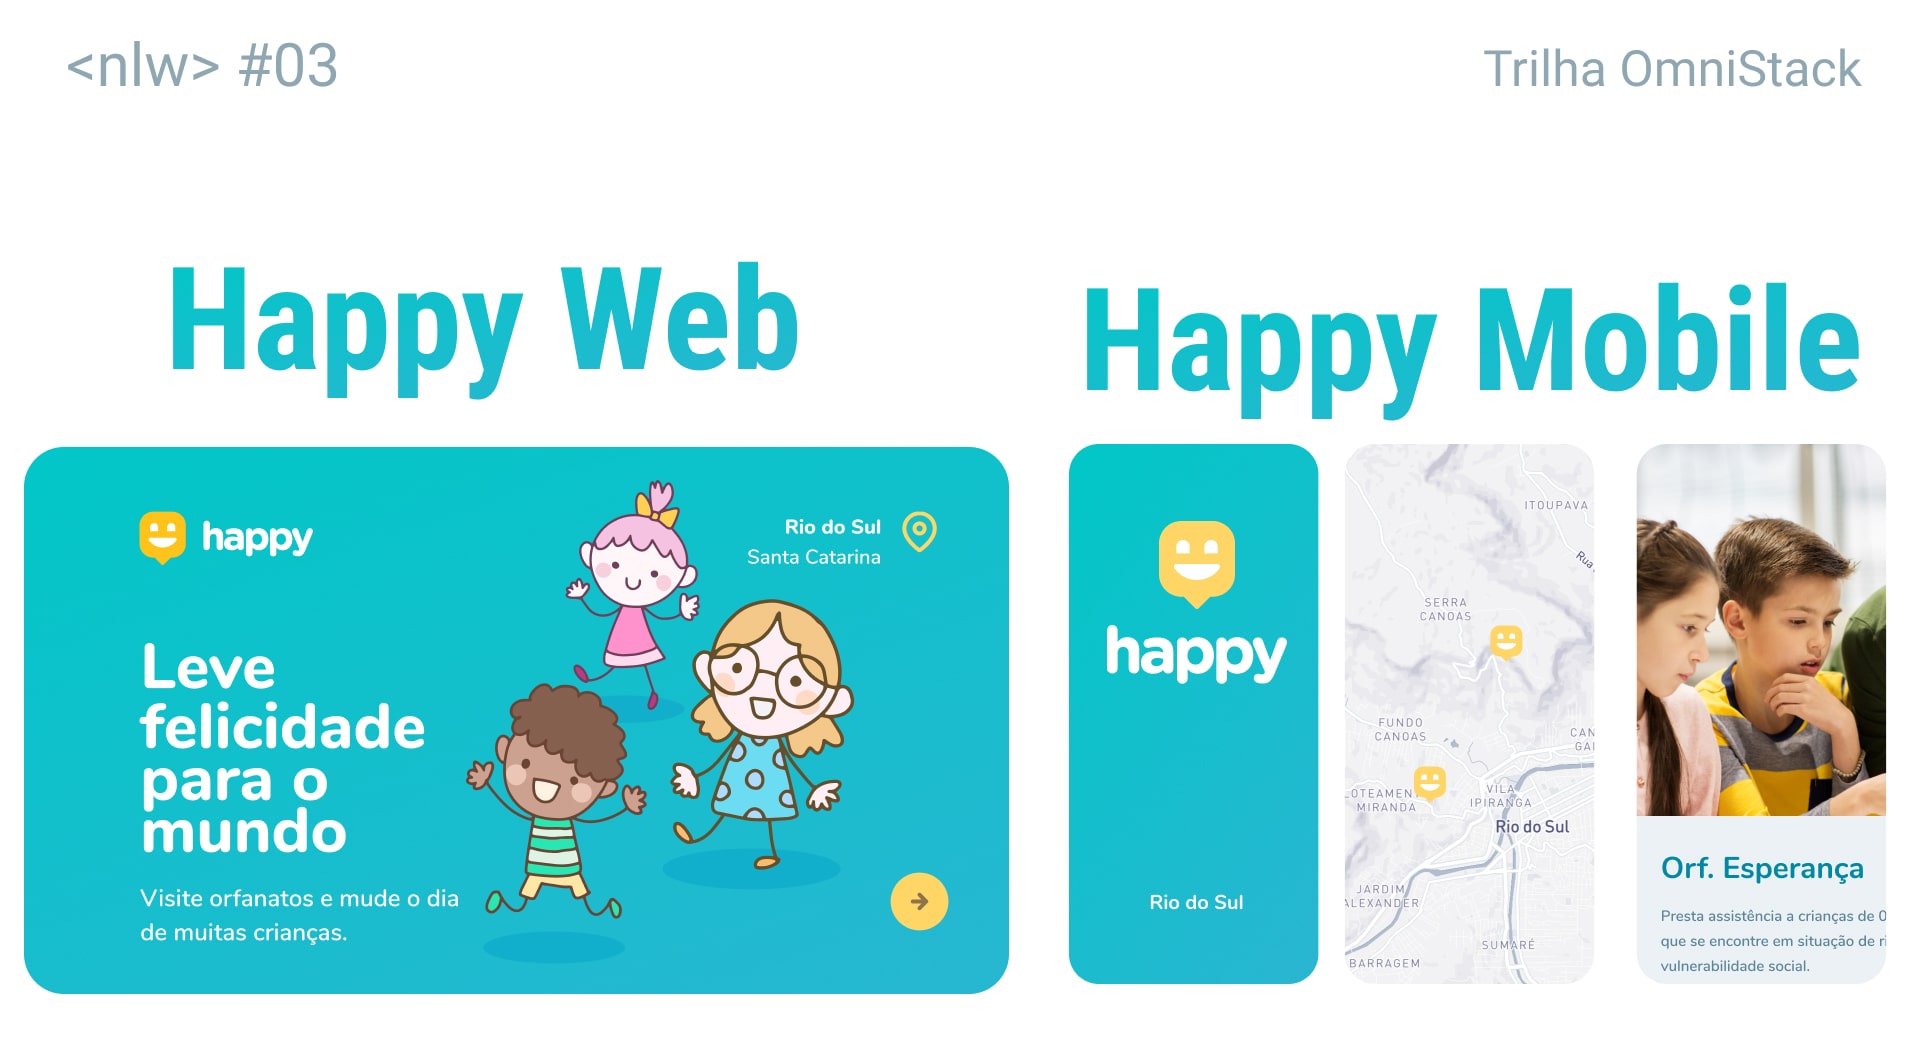 <nlw> #03
Trilha OmniStack
Happy Web
Happy Mobile
happy
Rio do Sul
Santa Catarina
Leve
felicidade
para o
mundo
Visite orfanatos e mude o dia
de muitas crianças.
happy
Rio do Sul
ITOUPAVA
Rua
SERRA
CANOAS
FUNDO
CANOAS
CAN
GA
OTEAMEN
MIRANDA
VILA
IPIRANGA
Rio do Sul
JARDIM
ALEXANDER
SUMARÉ
BARRAGEM
Orf. Esperança
Presta assistência a crianças de 0
que se encontre em situação de ri
vulnerabilidade social.